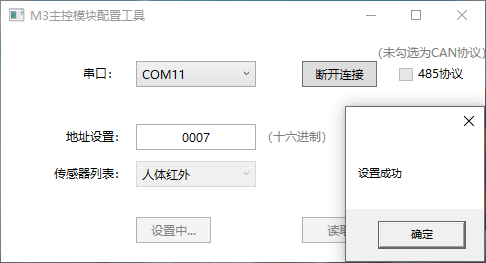 M3主控模块配置工具
(未勾选为CAN协议)
串口：
COM11
断开连接
485协议
地址设置：
0007
(十六进制)
传感器列表：
人体红外
设置成功
设置中...
读取
确定